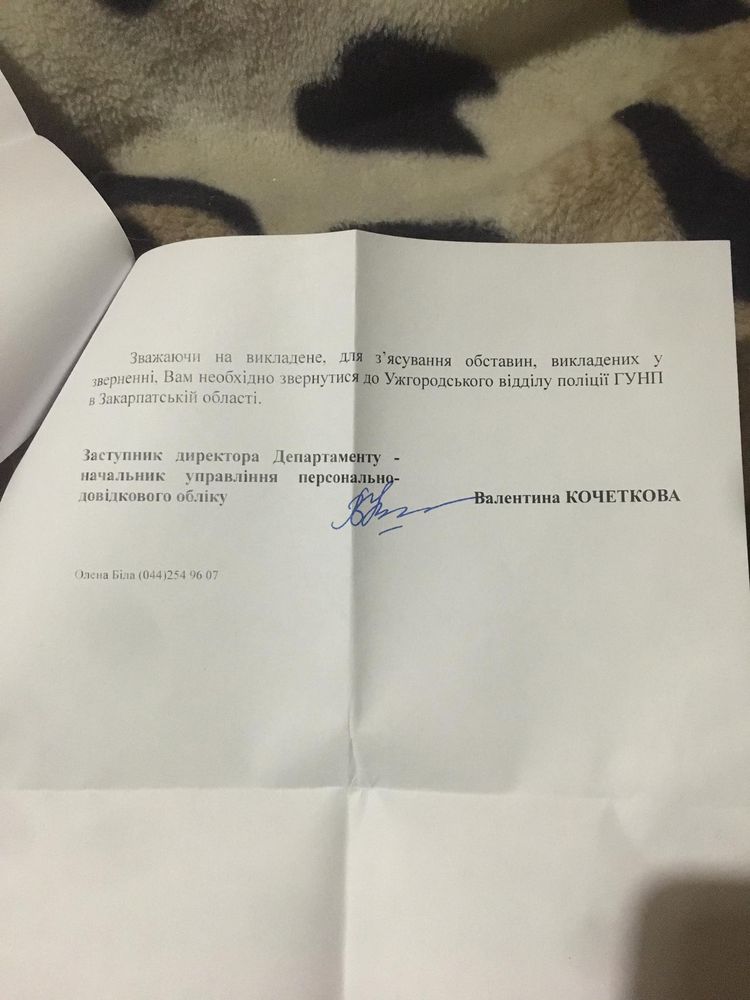 Зважаючи на викладене, для з’ясування обставин, викладених у
зверненні, Вам необхідно звернутися до Ужгородського відділу поліції ГУНП
в Закарпатській області.
Заступник директора Департаменту -
начальник управління персонально-
довідкового обліку
Валентина КОЧЕТКОВА
Олена Біла (044)254 96 07